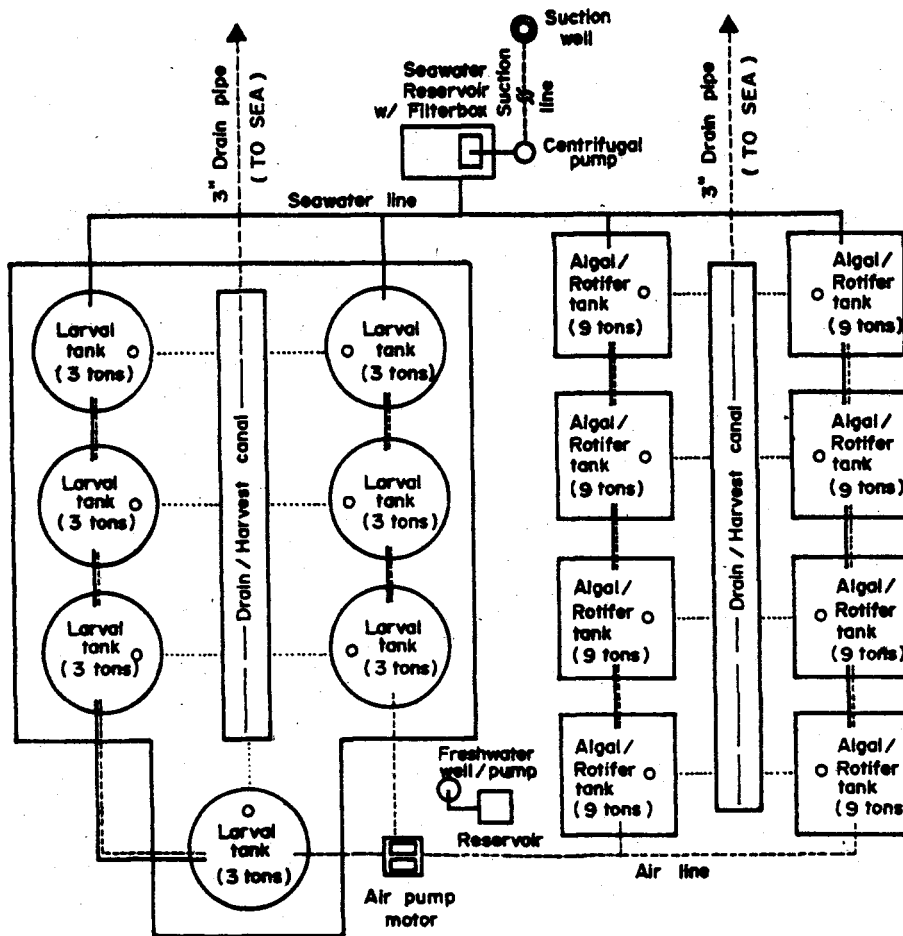 Suction
well
Seawater
Reservoir
w/ Filterbox
Suction
line
Centrifugal
pump
3" Drain pipe
( TO SEA )
3" Drain pipe
( TO SEA )
Seawater line
Larval
tank
(3 tons)
Larval
tank
(3 tons)
Larval
tank
(3 tons)
Larval
tank
(3 tons)
Larval
tank
(3 tons)
Larval
tank
(3 tons)
Drain / Harvest canal
Larval
tank
(3 tons)
Algal/
Rotifer
tank
(9 tons)
Algal/
Rotifer
tank
(9 tons)
Algal/
Rotifer
tank
(9 tons)
Algal/
Rotifer
tank
(9 tons)
Algal/
Rotifer
tank
(9 tons)
Algal/
Rotifer
tank
(9 tons)
Algal/
Rotifer
tank
(9 tons)
Algal/
Rotifer
tank
(9 tons)
Drain / Harvest canal
Freshwater
well/pump
Reservoir
Air pump
motor
Air line